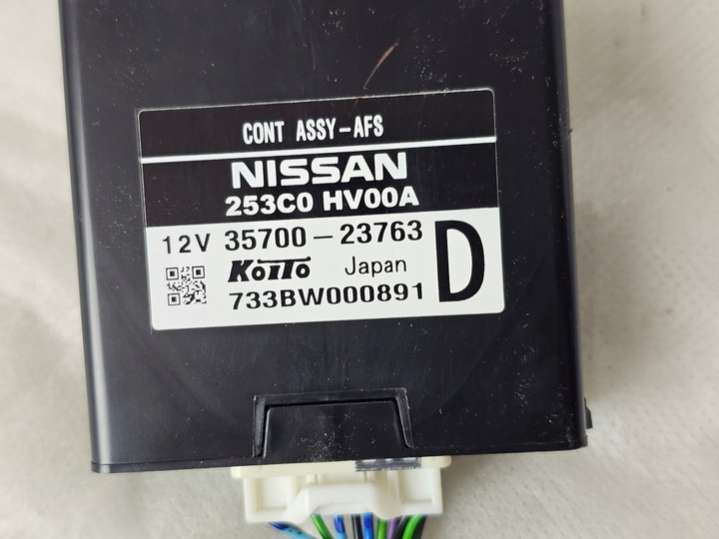 CONT ASSY-AFS
NISSAN
253C0 HV00A
12V 35700-23763
KOITO Japan D
733BW000891